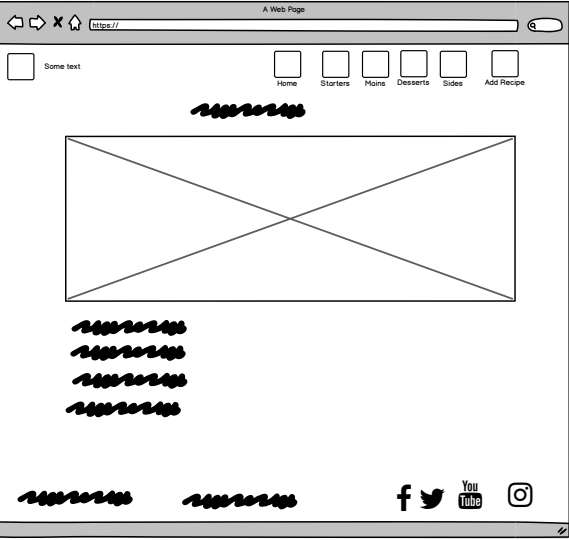 A Web Page
https://
Some text
Home Starters Mains Desserts Sides Add Recipe
You
Tube